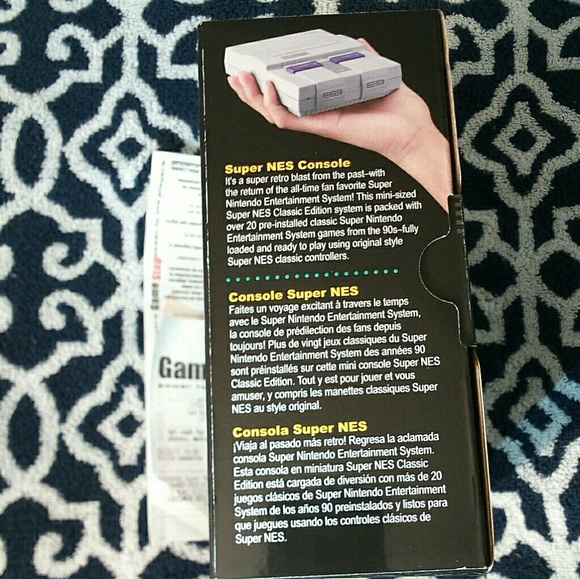 Super NES Console
It's a super retro blast from the past–with
the return of the all-time fan favorite Super
Nintendo Entertainment System! This mini-sized
Super NES Classic Edition system is packed with
over 20 pre-installed classic Super Nintendo
Entertainment System games from the 90s–fully
loaded and ready to play using original style
Super NES classic controllers.
Console Super NES
Faites un voyage excitant à travers le temps
avec le Super Nintendo Entertainment System,
la console de prédilection des fans depuis
toujours! Plus de vingt jeux classiques du Super
Nintendo Entertainment System des années 90
sont préinstallés sur cette mini console Super NES
Classic Edition. Tout y est pour jouer et vous
amuser, y compris les manettes classiques Super
NES au style original.
Consola Super NES
¡Viaja al pasado más retro! Regresa la aclamada
consola Super Nintendo Entertainment System.
Esta consola en miniatura Super NES Classic
Edition está cargada de diversión con más de 20
juegos clásicos de Super Nintendo Entertainment
System de los años 90 preinstalados y listos para
que juegues usando los controles clásicos de
Super NES.
GameStop
Gam